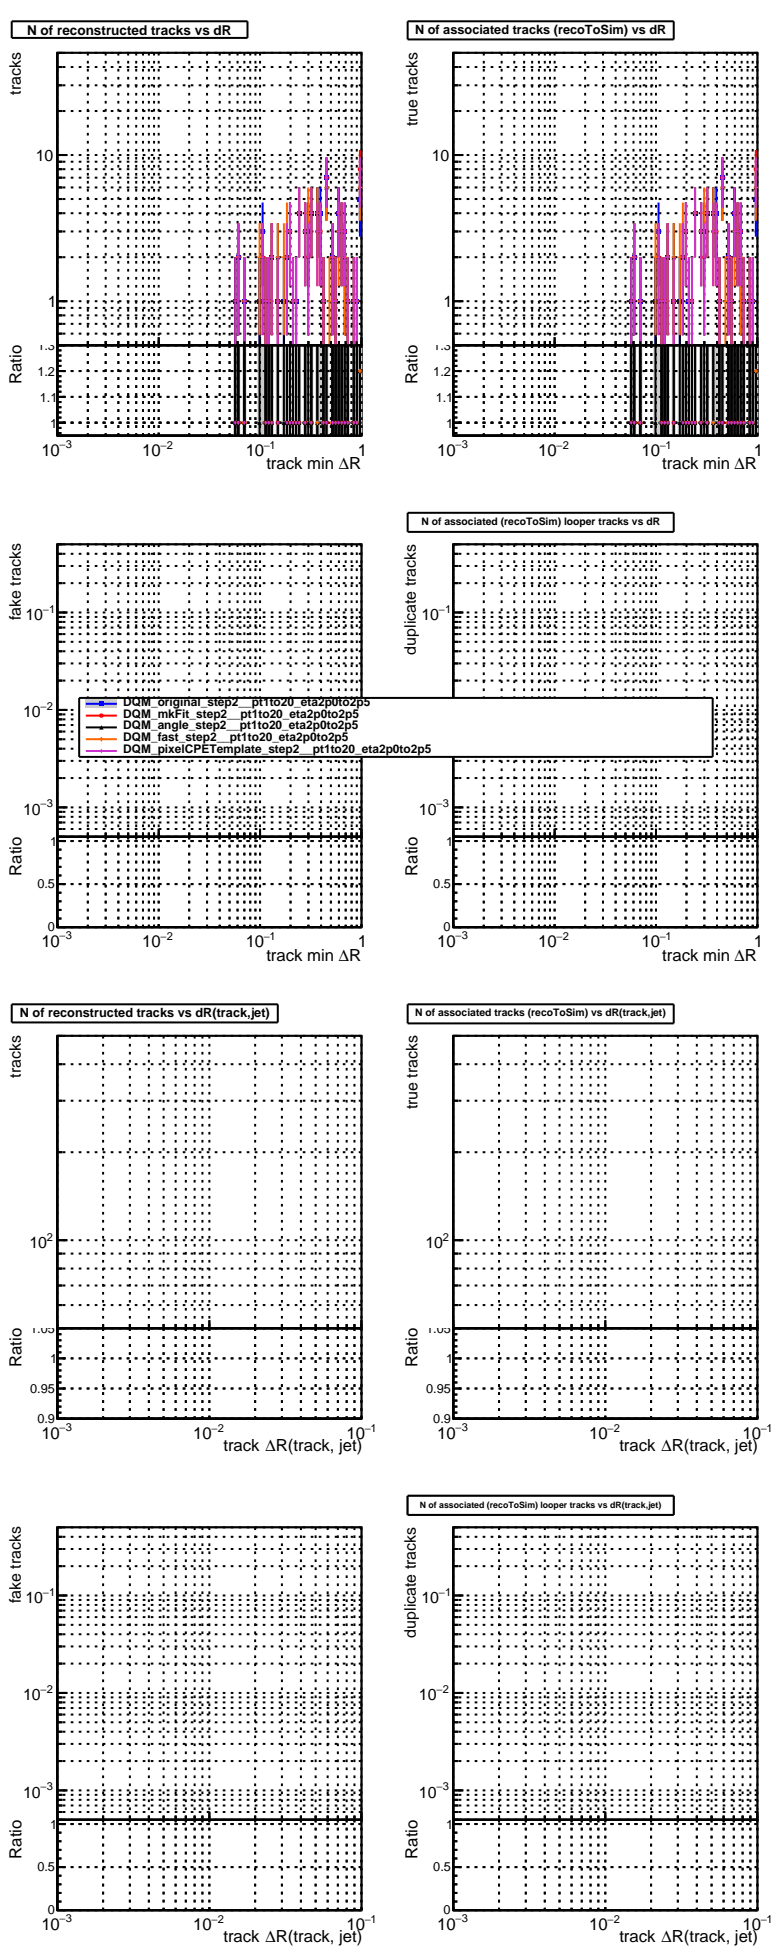 N of reconstructed tracks vs dR
N of associated tracks (recoToSim) vs dR
tracks
10
1
Ratio
1.3
1.2
1.1
1
10−3
10−2
10−1
1
track min ΔR
true tracks
10
1
Ratio
1.3
1.2
1.1
1
10−3
10−2
10−1
1
track min ΔR
N of associated (recoToSim) looper tracks vs dR
fake tracks
10−1
10−2
10−3
Ratio
1
0.5
0
10−3
10−2
10−1
1
track min ΔR
duplicate tracks
10−1
10−3
Ratio
1
0.5
0
10−3
10−2
10−1
1
track min ΔR
DQM_original_step2__pt1to20_eta2p0to2p5
DQM_mkFit_step2__pt1to20_eta2p0to2p5
DQM_angle_step2__pt1to20_eta2p0to2p5
DQM_fast_step2__pt1to20_eta2p0to2p5
DQM_pixelCPETemplate_step2__pt1to20_eta2p0to2p5
N of reconstructed tracks vs dR(track,jet)
N of associated tracks (recoToSim) vs dR(track,jet)
tracks
102
Ratio
1.05
1
0.95
0.9
10−3
10−2
10−1
track ΔR(track, jet)
true tracks
102
Ratio
1.05
1
0.95
0.9
10−3
10−2
10−1
track ΔR(track, jet)
N of associated (recoToSim) looper tracks vs dR(track,jet)
fake tracks
10−1
10−2
10−3
Ratio
1
0.5
0
10−3
10−2
10−1
track ΔR(track, jet)
duplicate tracks
10−1
10−2
10−3
Ratio
1
0.5
0
10−3
10−2
10−1
track ΔR(track, jet)